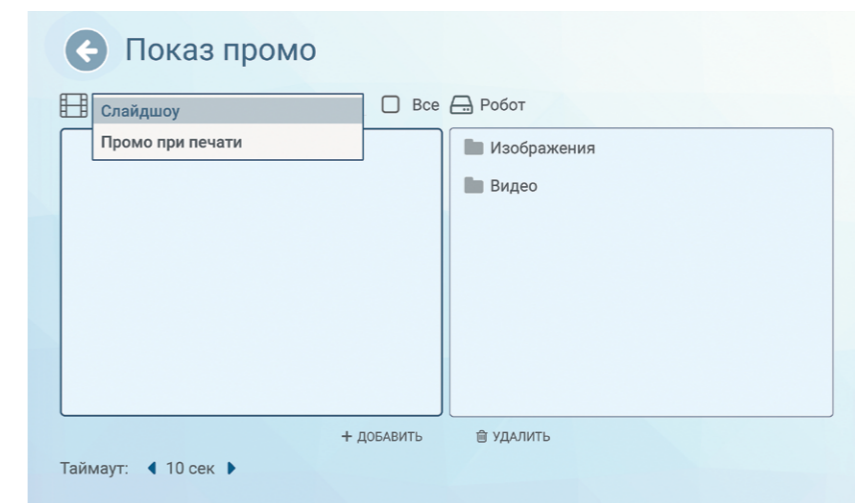 Показ промо
Слайдшоу
Промо при печати
Все
Робот
Изображения
Видео
+ ДОБАВИТЬ
УДАЛИТЬ
Таймаут: 10 сек